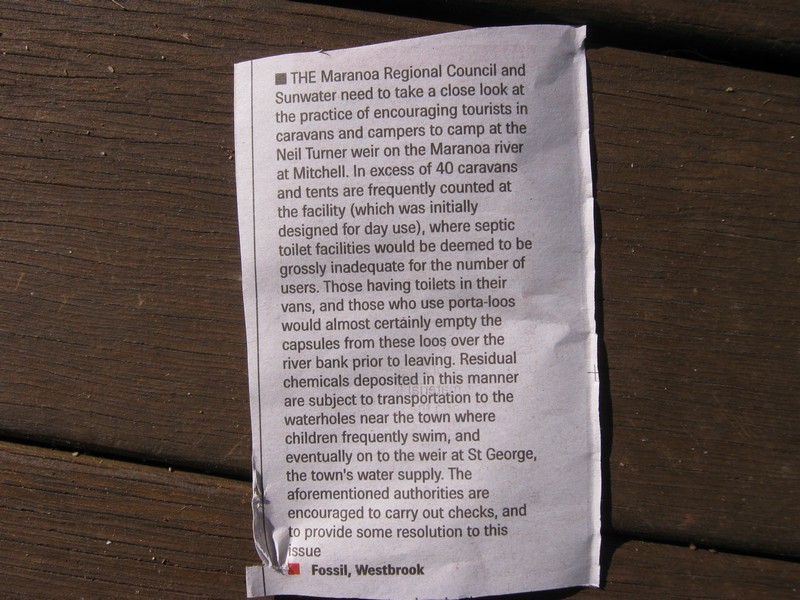 THE Maranoa Regional Council and
Sunwater need to take a close look at
the practice of encouraging tourists in
caravans and campers to camp at the
Neil Turner weir on the Maranoa river
at Mitchell. In excess of 40 caravans
and tents are frequently counted at
the facility (which was initially
designed for day use), where septic
toilet facilities would be deemed to be
grossly inadequate for the number of
users. Those having toilets in their
vans, and those who use porta-loos
would almost certainly empty the
capsules from these loos over the
river bank prior to leaving. Residual
chemicals deposited in this manner
are subject to transportation to the
waterholes near the town where
children frequently swim, and
eventually on to the weir at St George,
the town's water supply. The
aforementioned authorities are
encouraged to carry out checks, and
to provide some resolution to this
issue
Fossil, Westbrook